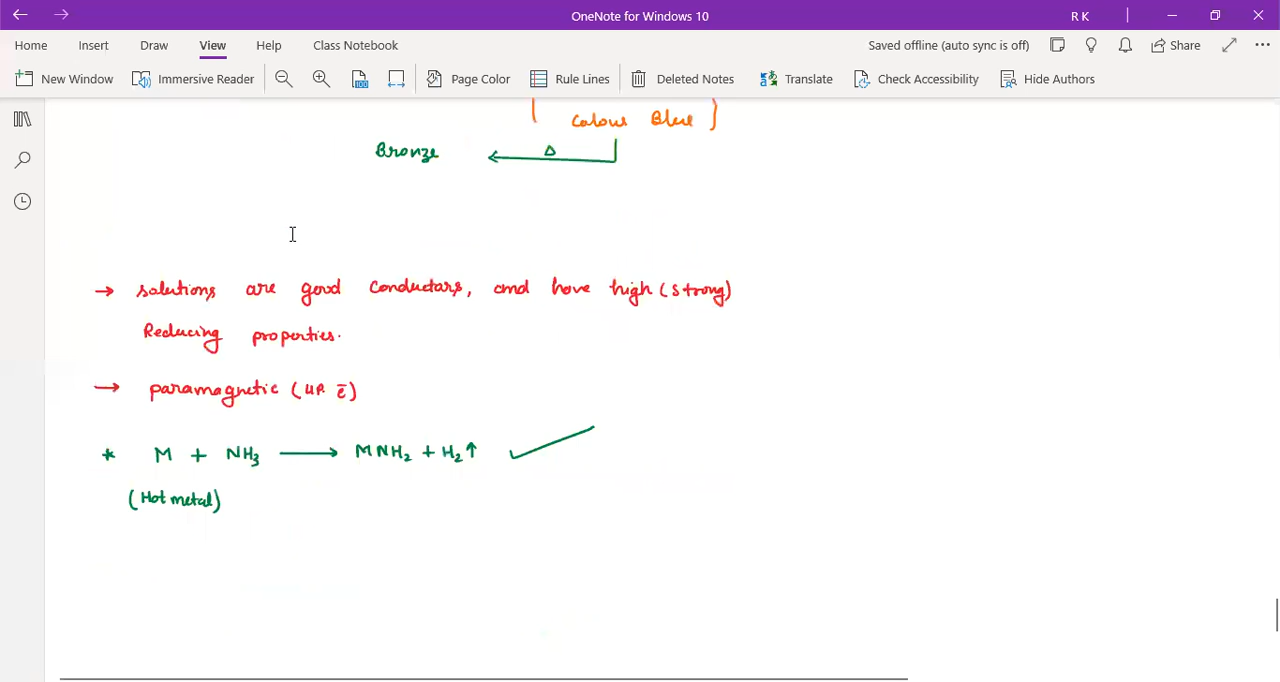 OneNote for Windows 10
R K
Home Insert Draw View Help Class Notebook
Saved offline (auto sync is off) Share
New Window Immersive Reader Page Color Rule Lines Deleted Notes Translate Check Accessibility Hide Authors
Colour Blue
Bronze ← Δ
→ solutions are good conductors, and have high (strong)
Reducing properties.
→ paramagnetic (u.p. ē)
* M + NH₃ → MNH₂ + H₂↑ ✓
(Hot metal)